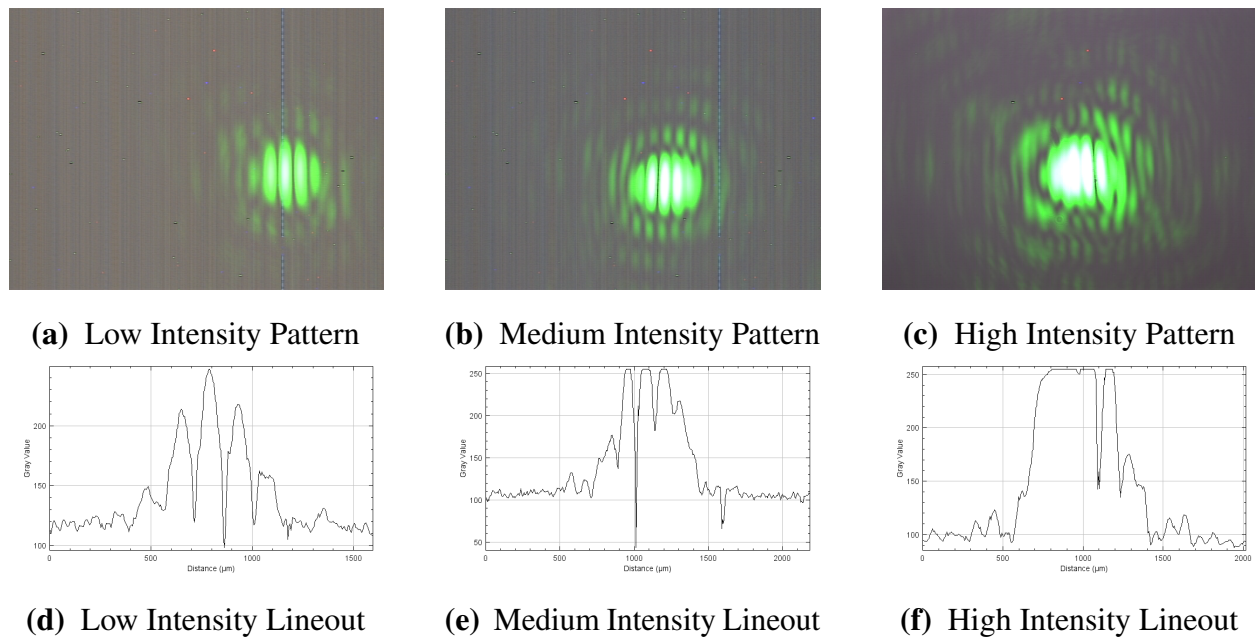 (a) Low Intensity Pattern
(b) Medium Intensity Pattern
(c) High Intensity Pattern
Gray Value
200
150
100
0
500
1000
1500
Distance (µm)
Gray Value
250
200
150
100
50
0
500
1000
1500
2000
Distance (µm)
Gray Value
250
200
150
100
0
500
1000
1500
2000
Distance (µm)
(d) Low Intensity Lineout
(e) Medium Intensity Lineout
(f) High Intensity Lineout